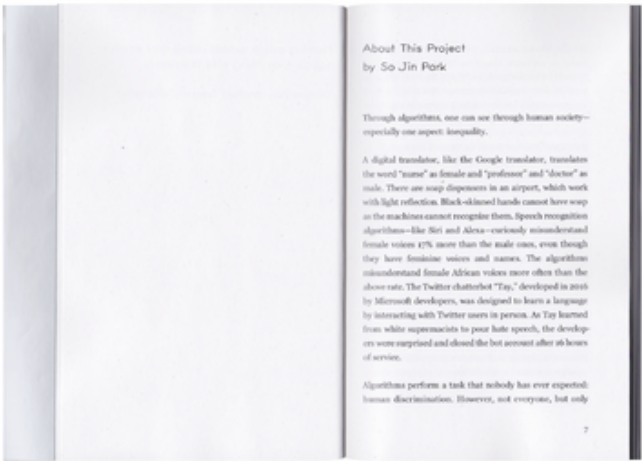 About This Project
by So Jin Park
Through algorithms, one can see through human society—
especially one aspect: inequality.
A digital translator, like the Google translator, translates
the word “nurse” as female and “professor” and “doctor” as
male. There are soap dispensers in an airport, which work
with light reflection. Black-skinned hands cannot have soap
as the machines cannot recognize them. Speech recognition
algorithms—like Siri and Alexa—curiously misunderstand
female voices 17% more than the male ones, even though
they have feminine voices and names. The algorithms
misunderstand female African voices more often than the
above rate. The Twitter chatterbot “Tay,” developed in 2016
by Microsoft developers, was designed to learn a language
by interacting with Twitter users in person. As Tay learned
from white supremacists to pour hate speech, the develop-
ers were surprised and closed the bot account after 16 hours
of service.
Algorithms perform a task that nobody has ever expected:
human discrimination. However, not everyone, but only
7